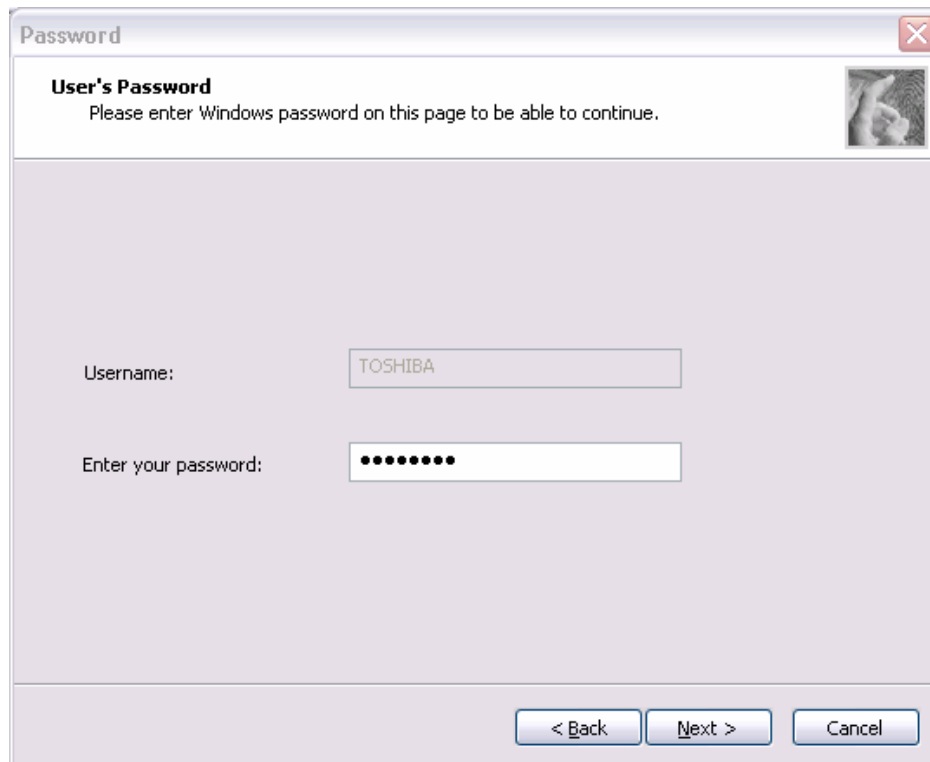 Password
User's Password
Please enter Windows password on this page to be able to continue.
Username:
TOSHIBA
Enter your password:
••••••••
< Back
Next >
Cancel